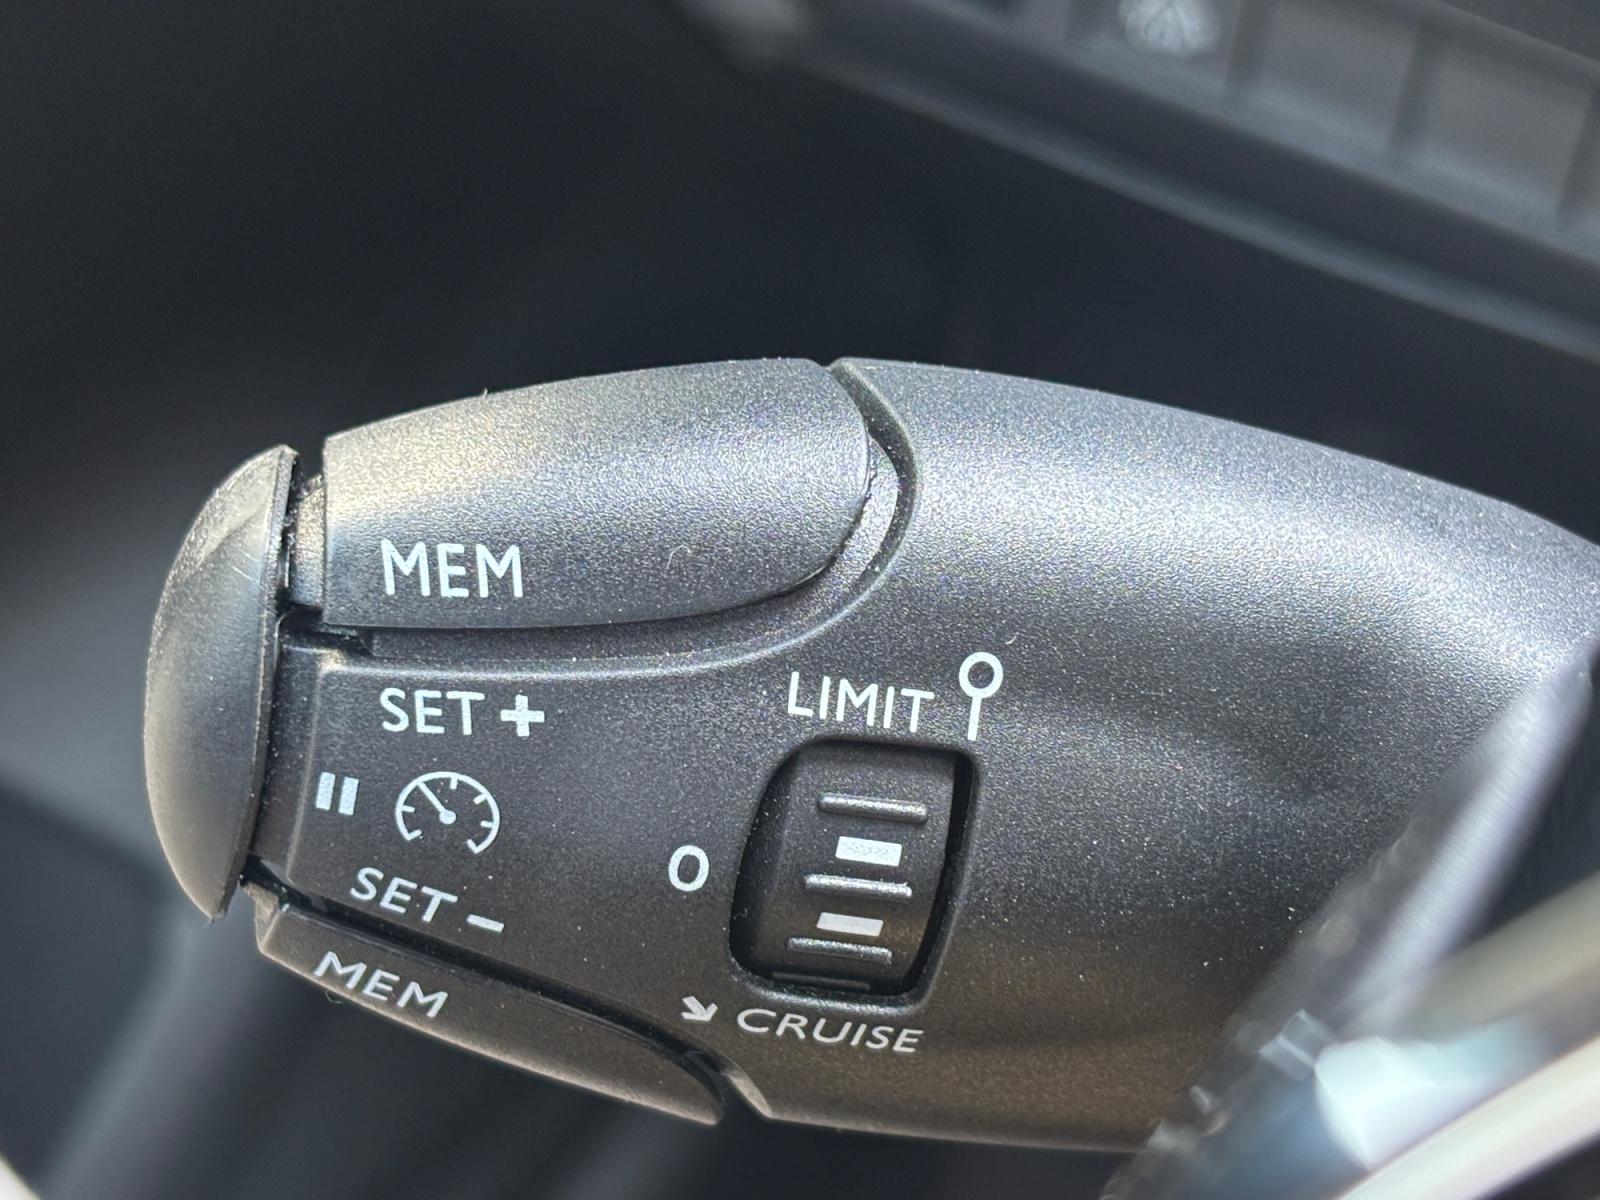 MEM
SET +
LIMIT
0
SET −
MEM
CRUISE